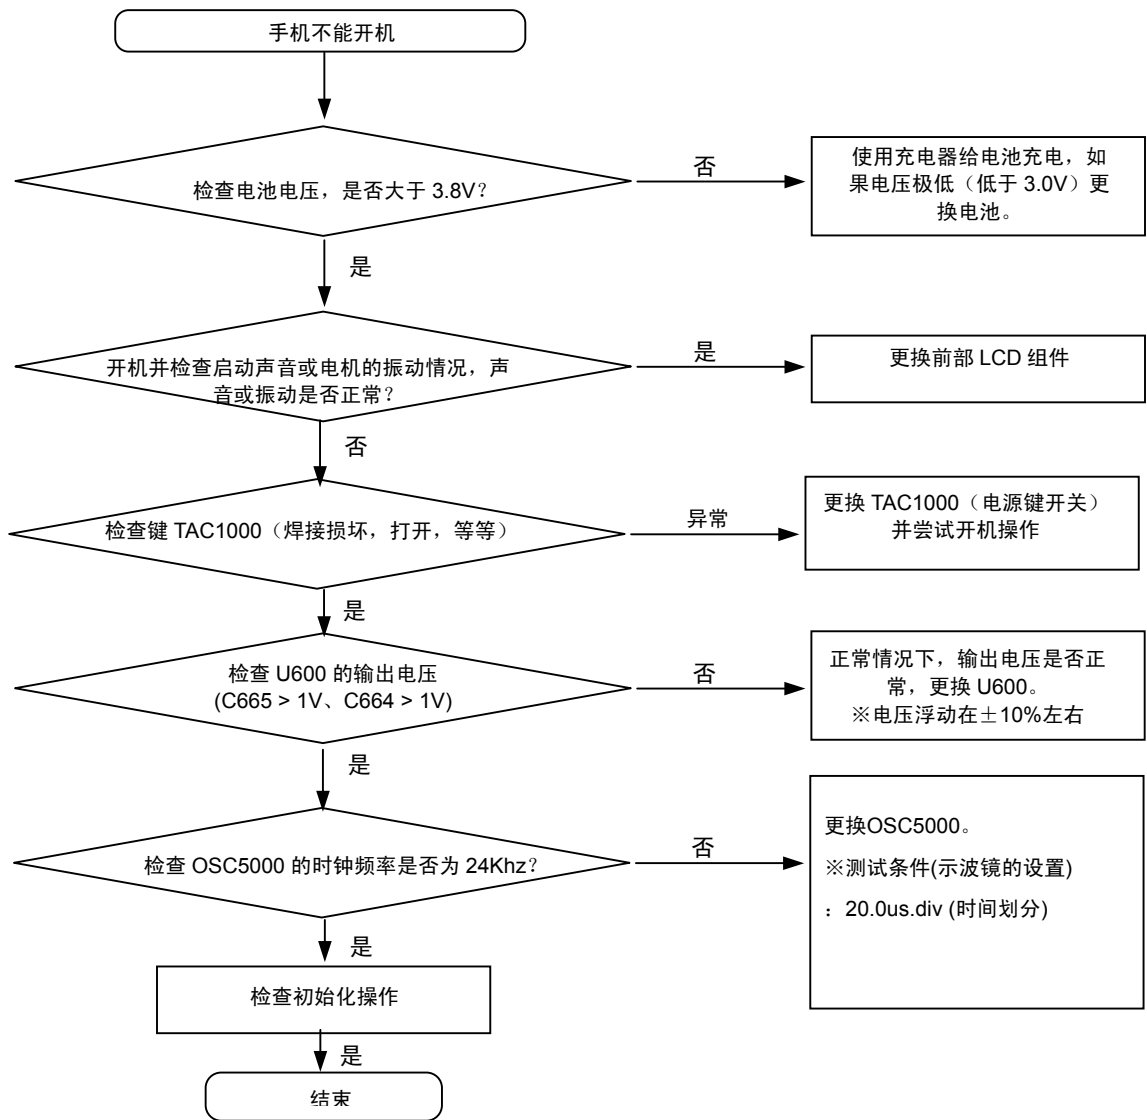 手机不能开机
检查电池电压，是否大于 3.8V？
否
使用充电器给电池充电，如
果电压极低（低于 3.0V）更
换电池。
是
开机并检查启动声音或电机的振动情况，声
音或振动是否正常？
是
更换前部 LCD 组件
否
检查键 TAC1000（焊接损坏，打开，等等）
异常
更换 TAC1000（电源键开关）
并尝试开机操作
是
检查 U600 的输出电压
(C665 > 1V、C664 > 1V)
否
正常情况下，输出电压是否正
常，更换 U600。
※电压浮动在±10%左右
是
检查 OSC5000 的时钟频率是否为 24Khz？
否
更换OSC5000。
※测试条件(示波镜的设置)
：20.0us.div (时间划分)
是
检查初始化操作
是
结束